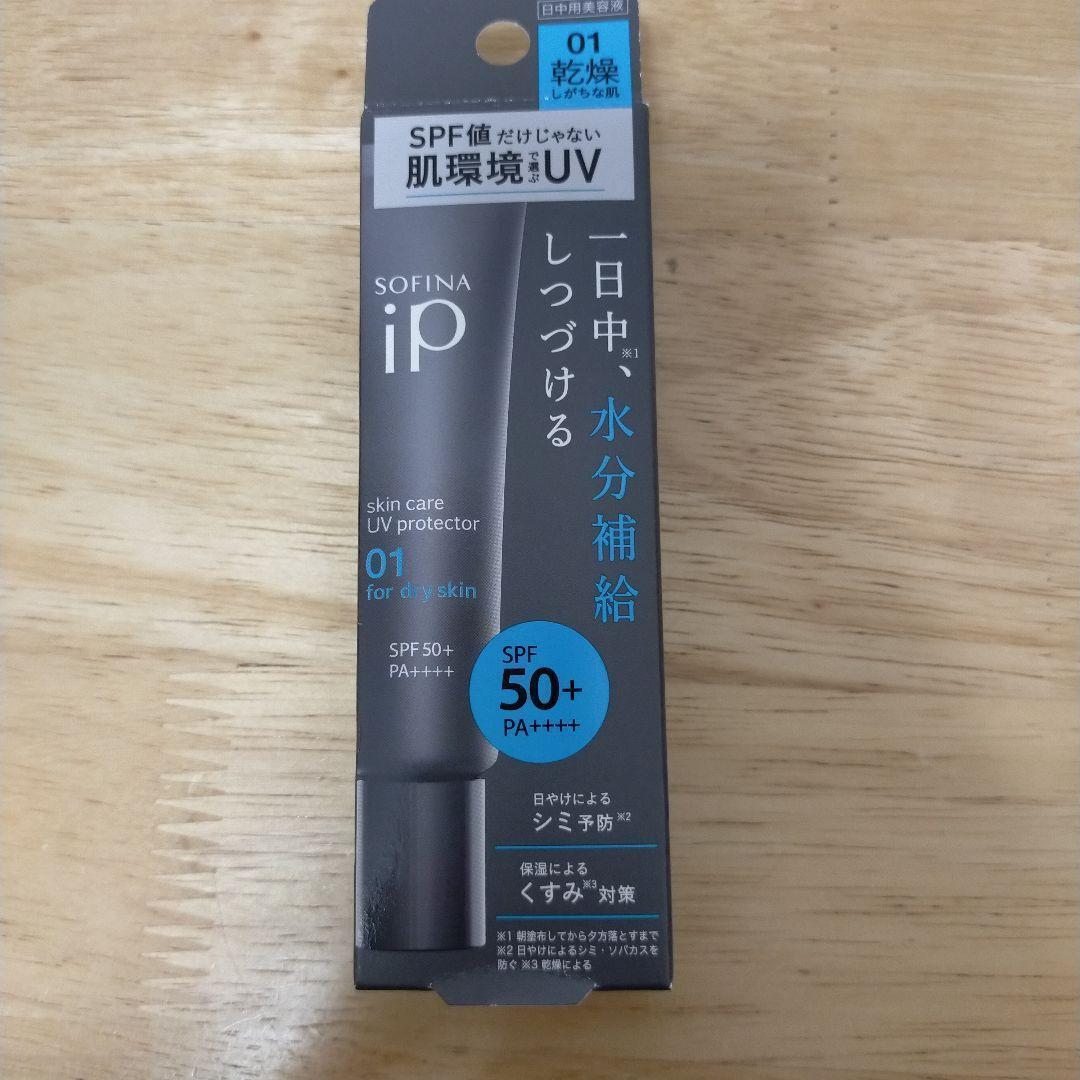 日中用美容液
01
乾燥
しがちな肌
SPF値だけじゃない
肌環境で選ぶUV
SOFINA
iP
一日中※1、水分補給
しつづける
skin care
UV protector
01
for dry skin
SPF 50+
PA++++
SPF
50+
PA++++
日やけによる
シミ予防※2
保湿による
くすみ※3対策
※1 朝塗布してから夕方落とすまで
※2 日やけによるシミ・ソバカスを
防ぐ ※3 乾燥による